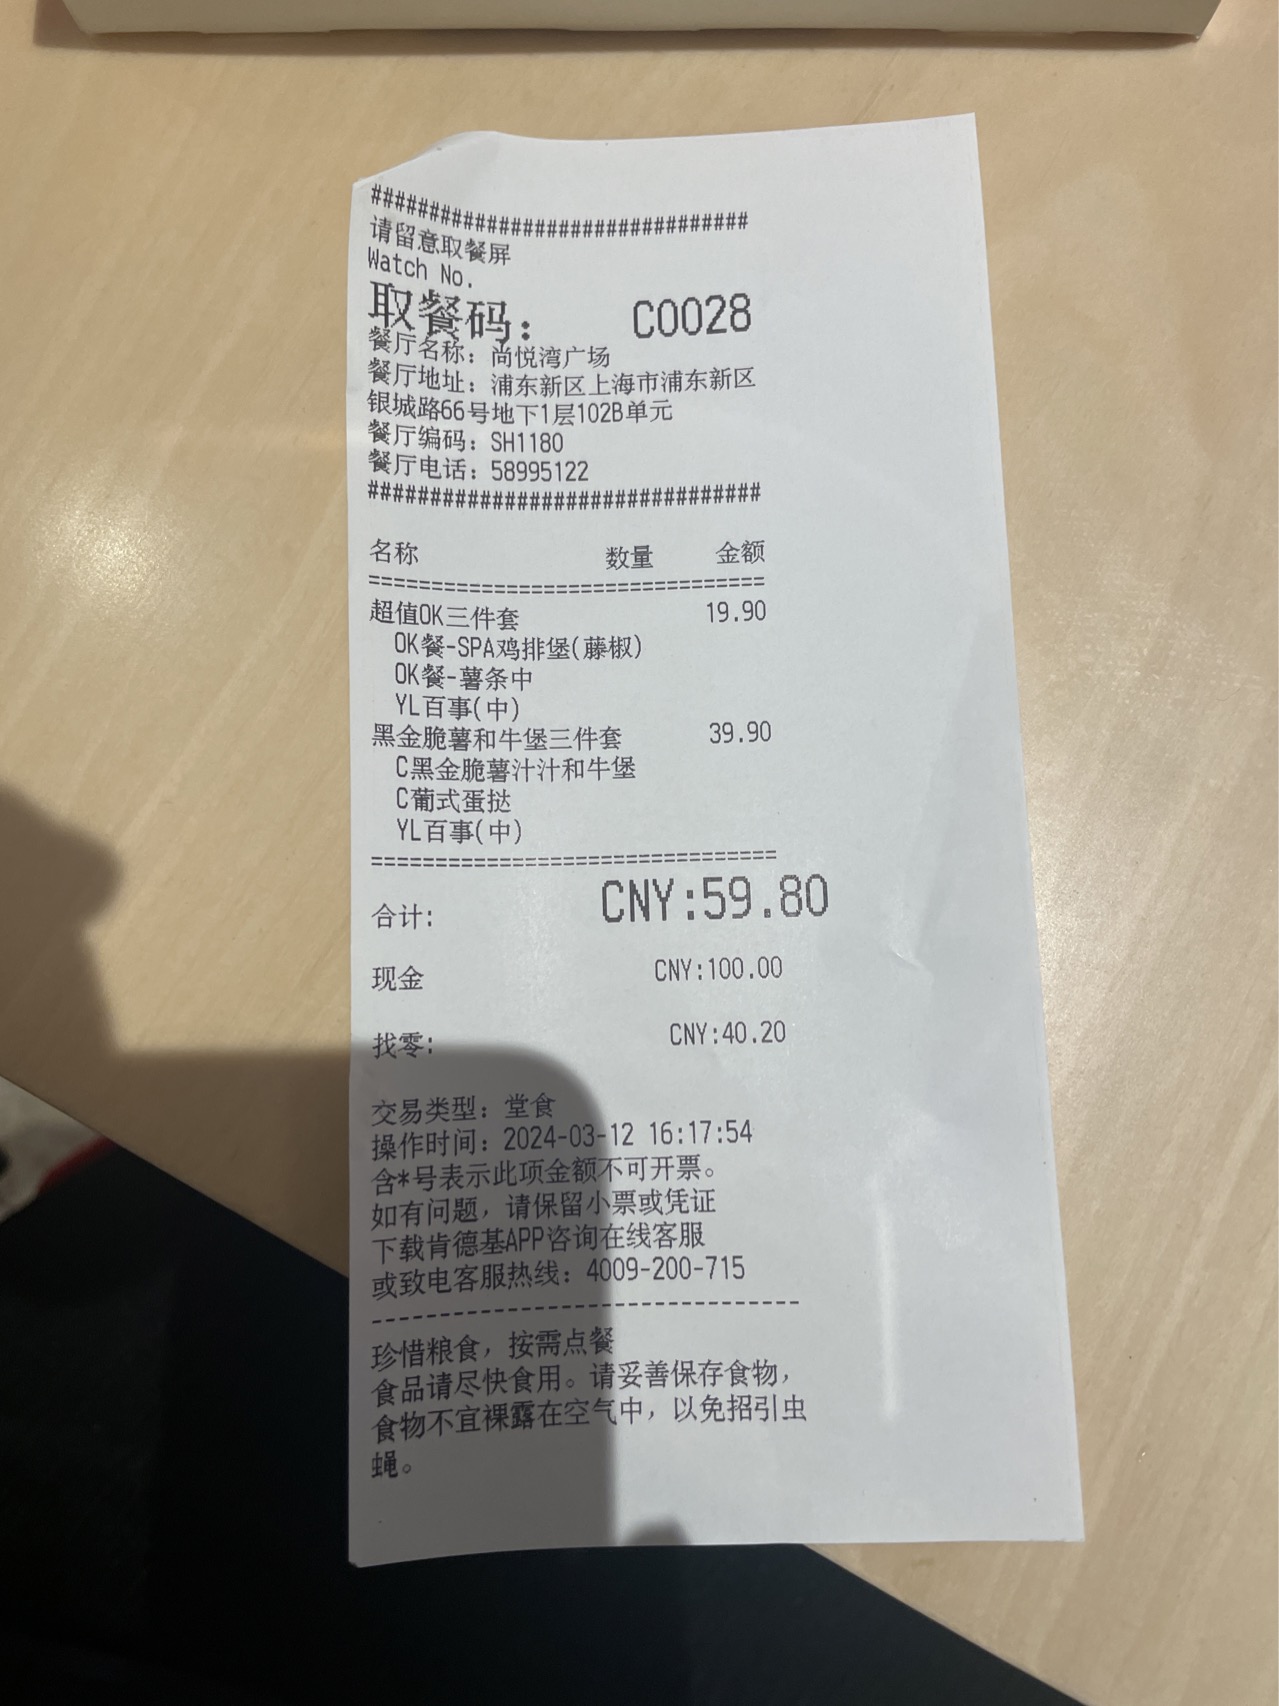 ################################
请留意取餐屏
Watch No.
取餐码： C0028
餐厅名称：尚悦湾广场
餐厅地址：浦东新区上海市浦东新区
银城路66号地下1层102B单元
餐厅编码：SH1180
餐厅电话：58995122
################################
名称 数量 金额
================================
超值OK三件套 19.90
OK餐-SPA鸡排堡(藤椒)
OK餐-薯条中
YL百事(中)
黑金脆薯和牛堡三件套 39.90
C黑金脆薯汁汁和牛堡
C葡式蛋挞
YL百事(中)
================================
合计: CNY:59.80
现金 CNY:100.00
找零: CNY:40.20
交易类型：堂食
操作时间：2024-03-12 16:17:54
含*号表示此项金额不可开票。
如有问题，请保留小票或凭证
下载肯德基APP咨询在线客服
或致电客服热线：4009-200-715
--------------------------------
珍惜粮食，按需点餐
食品请尽快食用。请妥善保存食物，
食物不宜裸露在空气中，以免招引虫
蝇。